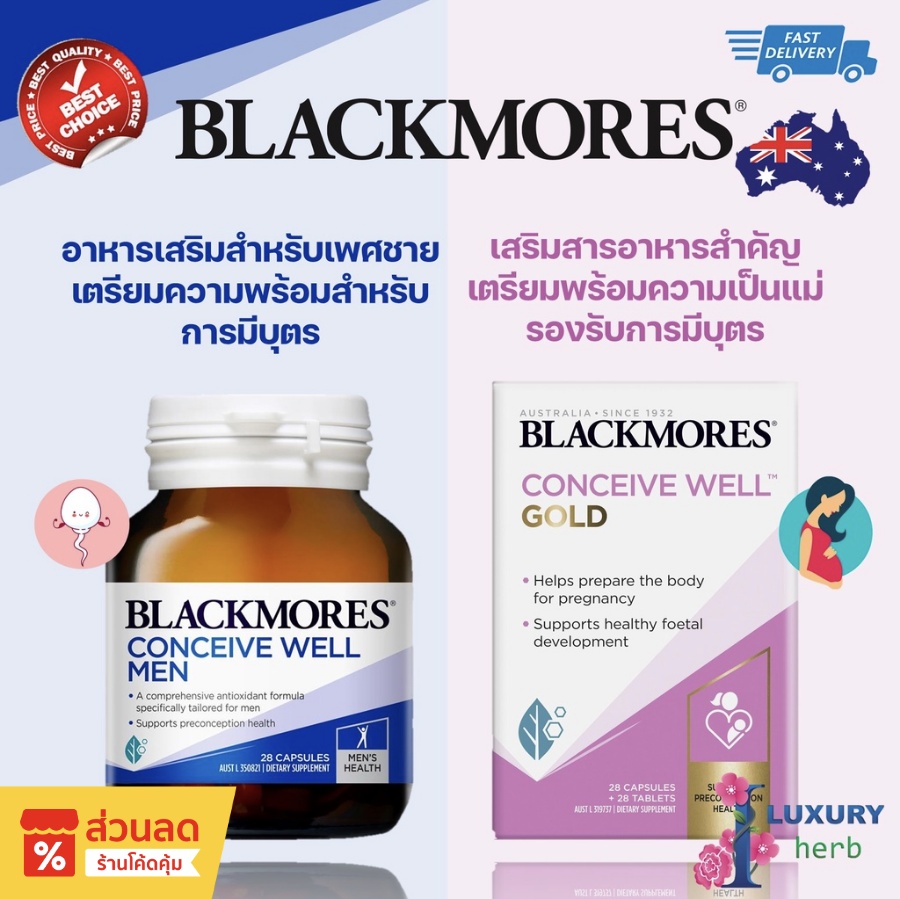 BEST QUALITY
BEST CHOICE
BEST PRICE
BEST PRICE
FAST
DELIVERY
BLACKMORES®
อาหารเสริมสำหรับเพศชาย
เตรียมความพร้อมสำหรับ
การมีบุตร
เสริมสารอาหารสำคัญ
เตรียมพร้อมความเป็นแม่
รองรับการมีบุตร
BLACKMORES®
CONCEIVE WELL
MEN
• A comprehensive antioxidant formula
specifically tailored for men
• Supports preconception health
28 CAPSULES
AUST L 350821 | DIETARY SUPPLEMENT
MEN'S
HEALTH
AUSTRALIA • SINCE 1932
BLACKMORES®
CONCEIVE WELL™
GOLD
• Helps prepare the body
for pregnancy
• Supports healthy foetal
development
28 CAPSULES
+ 28 TABLETS
AUST L 319737 | DIETARY SUPPLEMENT
LUXURY
herb
ส่วนลด
ร้านโค้ดคุ้ม